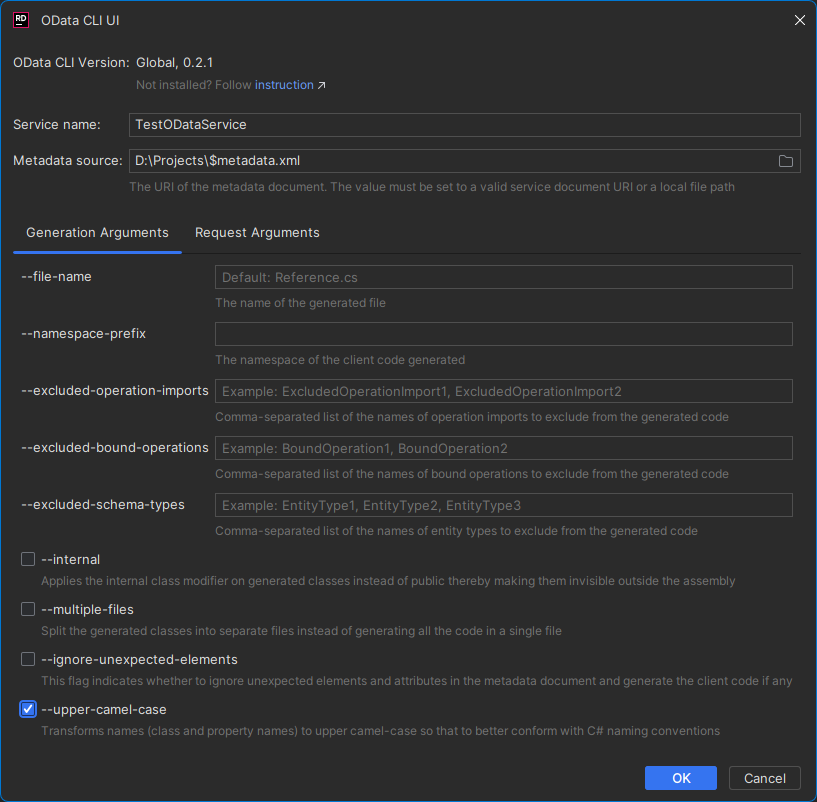 RD OData CLI UI
OData CLI Version: Global, 0.2.1
Not installed? Follow instruction ↗
Service name: TestODataService
Metadata source: D:\Projects\$metadata.xml
The URI of the metadata document. The value must be set to a valid service document URI or a local file path
Generation Arguments Request Arguments
--file-name Default: Reference.cs
The name of the generated file
--namespace-prefix
The namespace of the client code generated
--excluded-operation-imports Example: ExcludedOperationImport1, ExcludedOperationImport2
Comma-separated list of the names of operation imports to exclude from the generated code
--excluded-bound-operations Example: BoundOperation1, BoundOperation2
Comma-separated list of the names of bound operations to exclude from the generated code
--excluded-schema-types Example: EntityType1, EntityType2, EntityType3
Comma-separated list of the names of entity types to exclude from the generated code
--internal
Applies the internal class modifier on generated classes instead of public thereby making them invisible outside the assembly
--multiple-files
Split the generated classes into separate files instead of generating all the code in a single file
--ignore-unexpected-elements
This flag indicates whether to ignore unexpected elements and attributes in the metadata document and generate the client code if any
--upper-camel-case
Transforms names (class and property names) to upper camel-case so that to better conform with C# naming conventions
OK Cancel